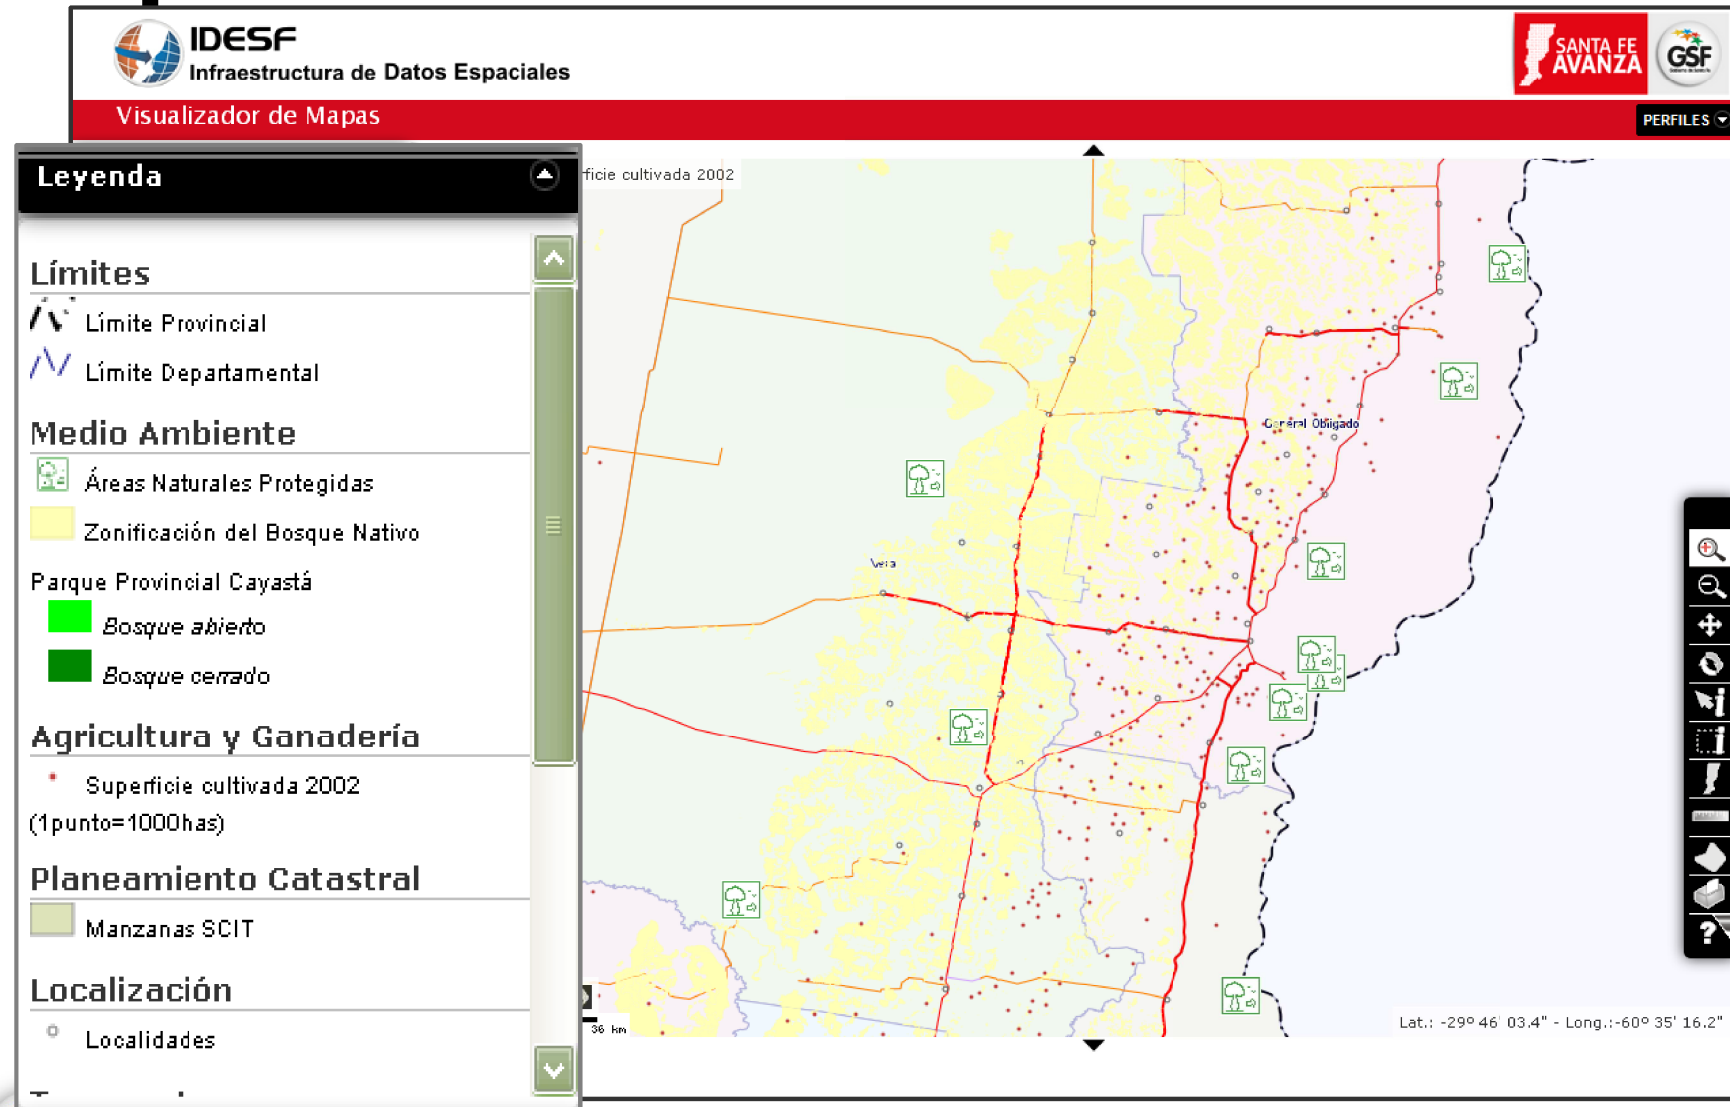 IDESF
Infraestructura de Datos Espaciales
SANTA FE
AVANZA
GSF
Visualizador de Mapas
PERFILES
Leyenda
ficie cultivada 2002
Límites
Límite Provincial
Límite Departamental
Medio Ambiente
Áreas Naturales Protegidas
Zonificación del Bosque Nativo
Parque Provincial Cayastá
Bosque abierto
Bosque cerrado
Agricultura y Ganadería
Superficie cultivada 2002
(1punto=1000has)
Planeamiento Catastral
Manzanas SCIT
Localización
Localidades
General Obligado
Vera
36 km
Lat.: -29º 46' 03.4" - Long.:-60º 35' 16.2"